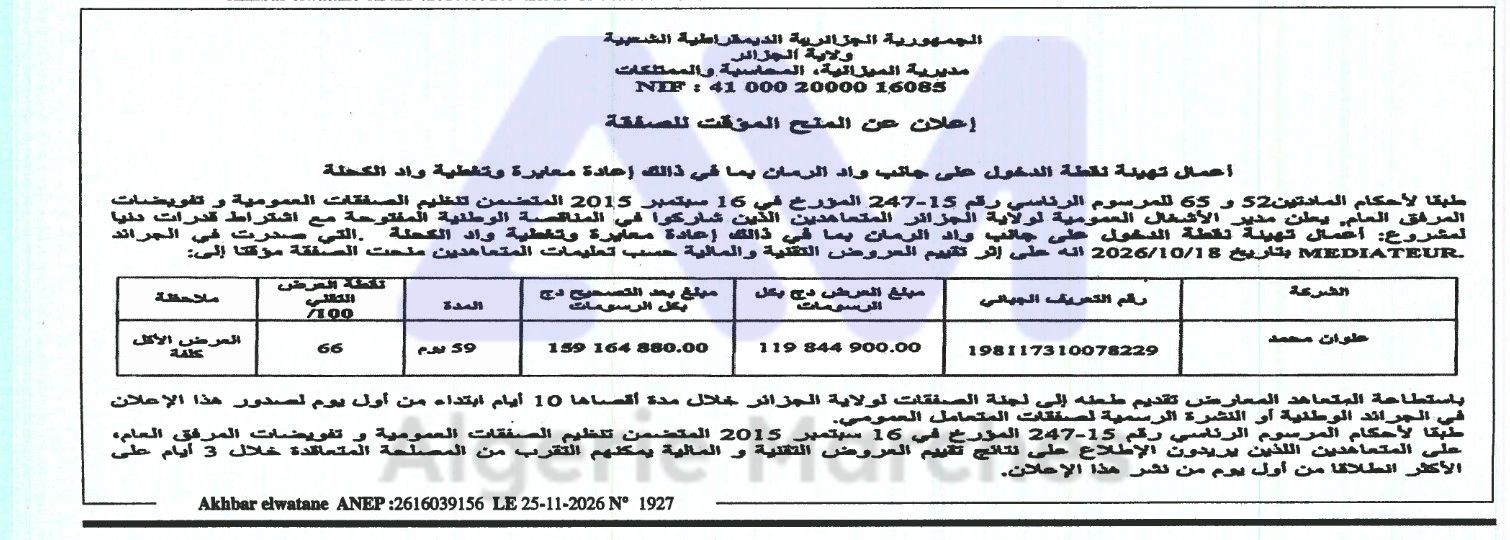 الجمهورية الجزائرية الديمقراطية الشعبية
ولاية الجزائر
مديرية الميزانية، المحاسبة والممتلكات
NIF : 41 000 20000 16085
إعلان عن المنح المؤقت للصفقة
أعمال تهيئة نقطة الدخول على جانب واد الرمان بما في ذالك إعادة معايرة وتغطية واد الكحلة
طبقا لأحكام المادتين52 و 65 للمرسوم الرئاسي رقم 15-247 المؤرخ في 16 سبتمبر 2015 المتضمن تنظيم الصفقات العمومية و تفويضات
المرفق العام. يعلن مدير الأشغال العمومية لولاية الجزائر المتعاهدين الذين شاركوا في المناقصة الوطنية المفتوحة مع اشتراط قدرات دنيا
لمشروع: أعمال تهيئة نقطة الدخول على جانب واد الرمان بما في ذالك إعادة معايرة وتغطية واد الكحلة .التي صدرت في الجرائد
MEDIATEUR. بتاريخ 2026/10/18 انه على إثر تقييم العروض التقنية والمالية حسب تعليمات المتعاهدين منحت الصفقة مؤقتا إلى:
الشركة	رقم التعريف الجبائي	مبلغ العرض دج بكل الرسومات	مبلغ بعد التصحيح دج بكل الرسومات	المدة	نقطة العرض التقني /100	ملاحظة
علوان محمد	198117310078229	119 844 900.00	159 164 880.00	59 يوم	66	العرض الأقل كلفة
باستطاعة المتعاهد المعارض تقديم طعنه إلى لجنة الصفقات لولاية الجزائر خلال مدة أقصاها 10 أيام ابتداء من أول يوم لصدور هذا الإعلان
في الجرائد الوطنية أو النشرة الرسمية لصفقات المتعامل العمومي.
طبقا لأحكام المرسوم الرئاسي رقم 15-247 المؤرخ في 16 سبتمبر 2015 المتضمن تنظيم الصفقات العمومية و تفويضات المرفق العام،
على المتعاهدين اللذين يريدون الإطلاع على نتائج تقييم العروض التقنية و المالية يمكنهم التقرب من المصلحة المتعاقدة خلال 3 أيام على
الأكثر انطلاقا من أول يوم من نشر هذا الإعلان.
Algerie Marches
Akhbar elwatane ANEP :2616039156 LE 25-11-2026 N° 1927